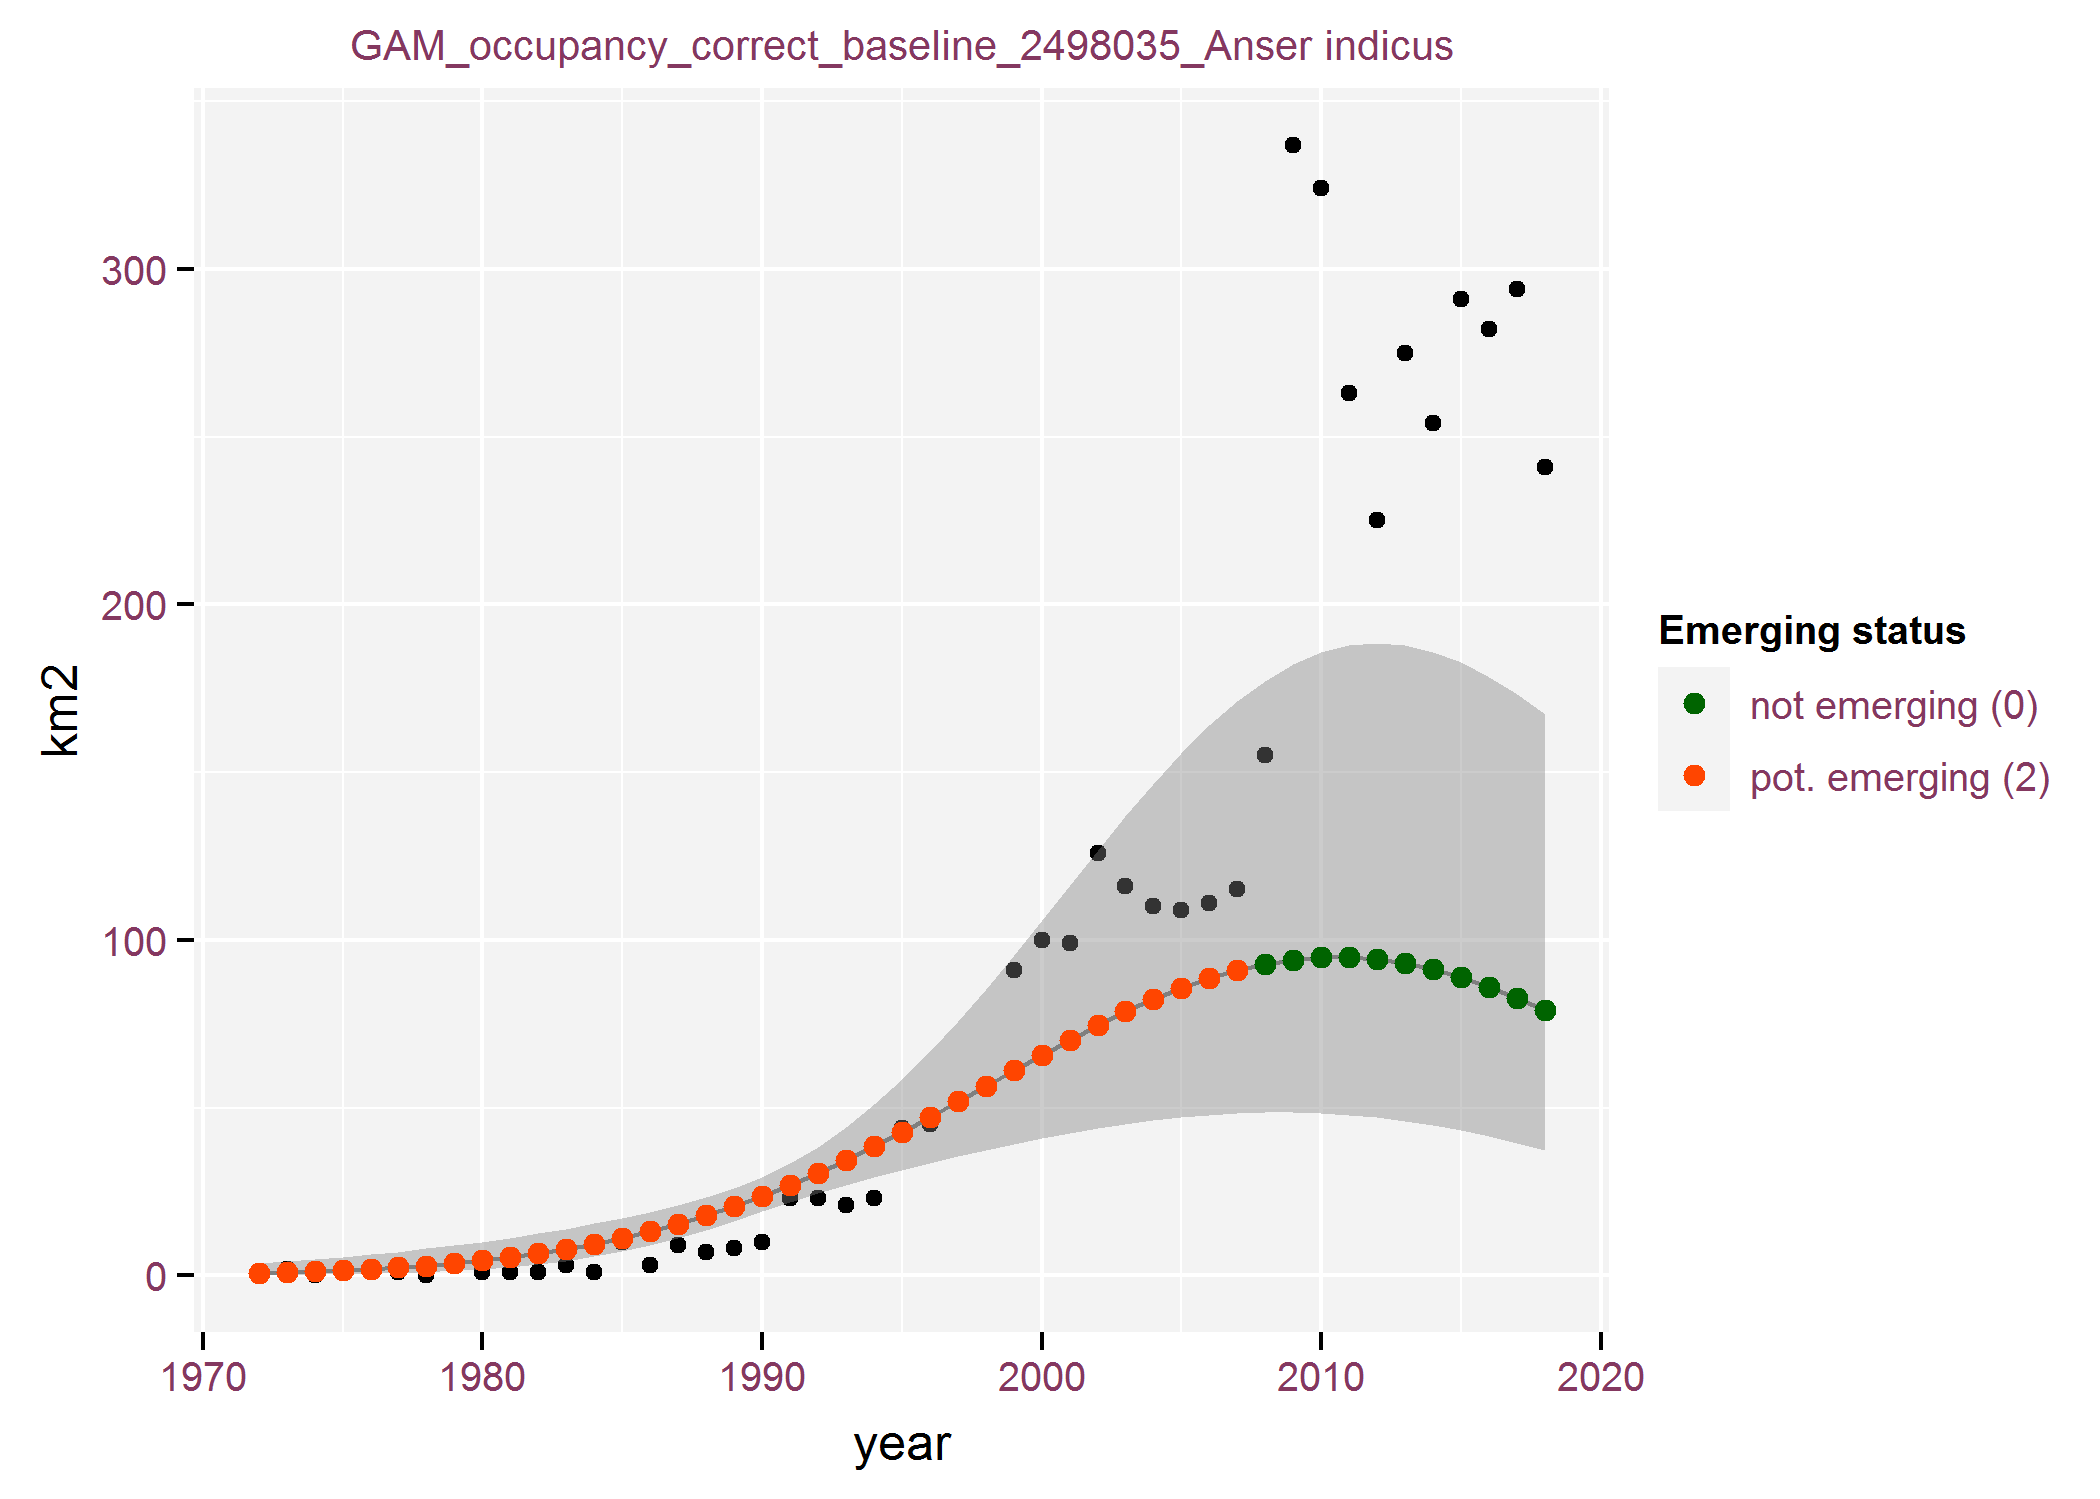 GAM_occupancy_correct_baseline_2498035_Anser indicus
km2
300
200
100
0
1970
1980
1990
2000
2010
2020
year
Emerging status
not emerging (0)
pot. emerging (2)